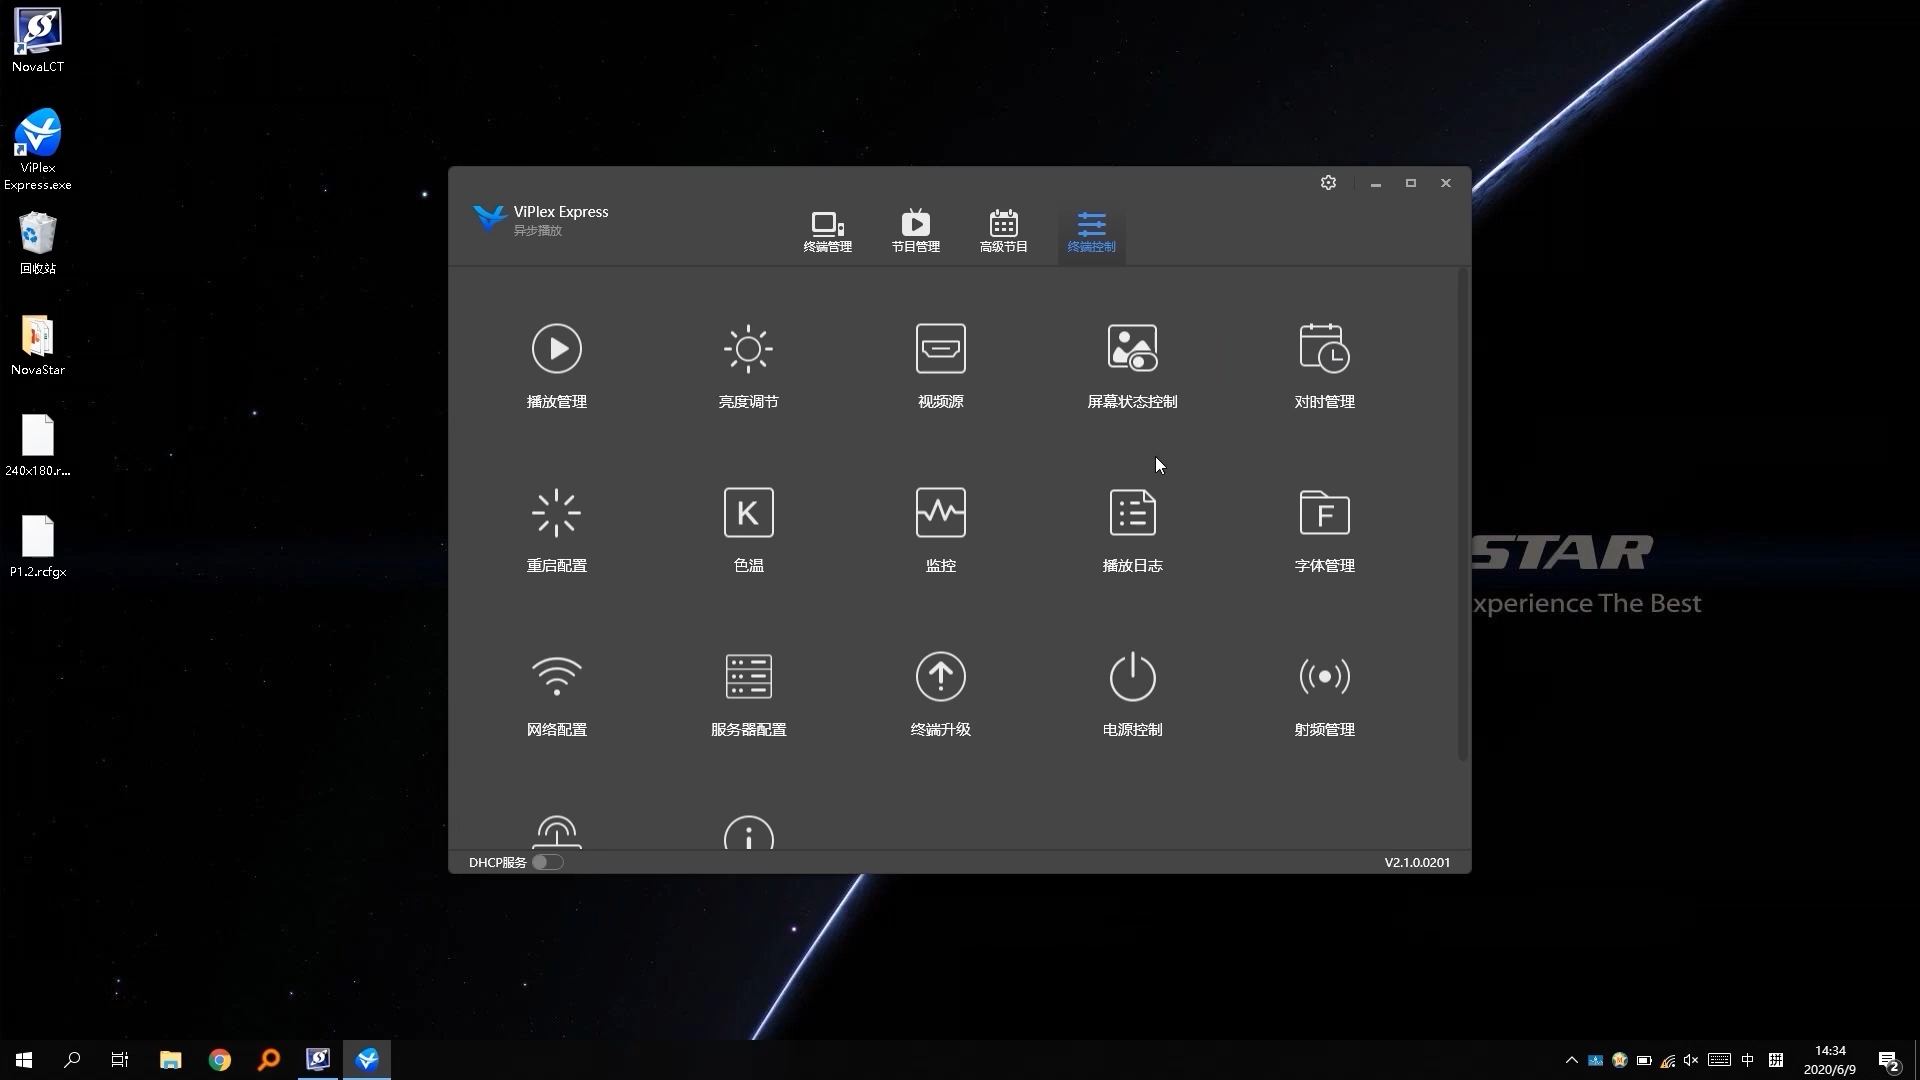 NovaLCT
ViPlex
Express.exe
回收站
NovaStar
240x180.r...
P1.2.rcfgx
ViPlex Express
异步播放
终端管理
节目管理
高级节目
终端控制
播放管理
亮度调节
视频源
屏幕状态控制
对时管理
K
F
重启配置
色温
监控
播放日志
字体管理
网络配置
服务器配置
终端升级
电源控制
射频管理
DHCP服务
V2.1.0.0201
STAR
xperience The Best
中
拼
14:34
2020/6/9
2